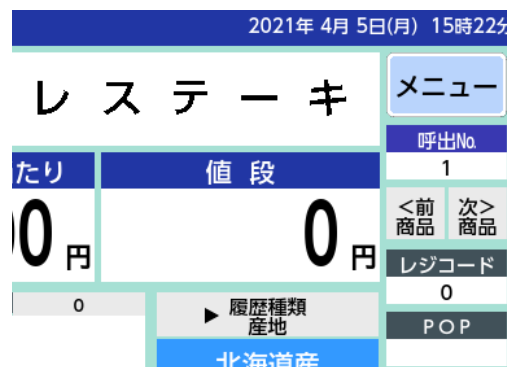 2021年 4月 5日(月) 15時22分
レステーキ
メニュー
呼出No.
1
たり
値 段
00円
0円
<前商品
次>商品
レジコード
0
0
▶ 履歴種類
産地
POP
北海道産